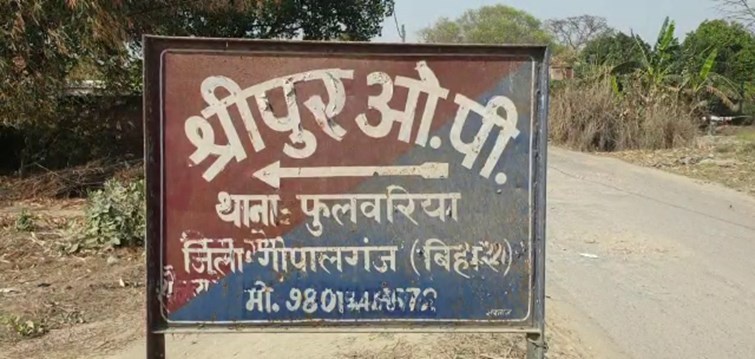 श्रीपुर ओ.पी.
थाना- फुलवरिया
जिला-गोपालगंज (बिहार)
मो.